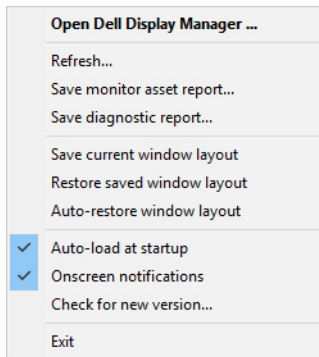 Open Dell Display Manager ...
Refresh...
Save monitor asset report...
Save diagnostic report...
Save current window layout
Restore saved window layout
Auto-restore window layout
Auto-load at startup
Onscreen notifications
Check for new version...
Exit